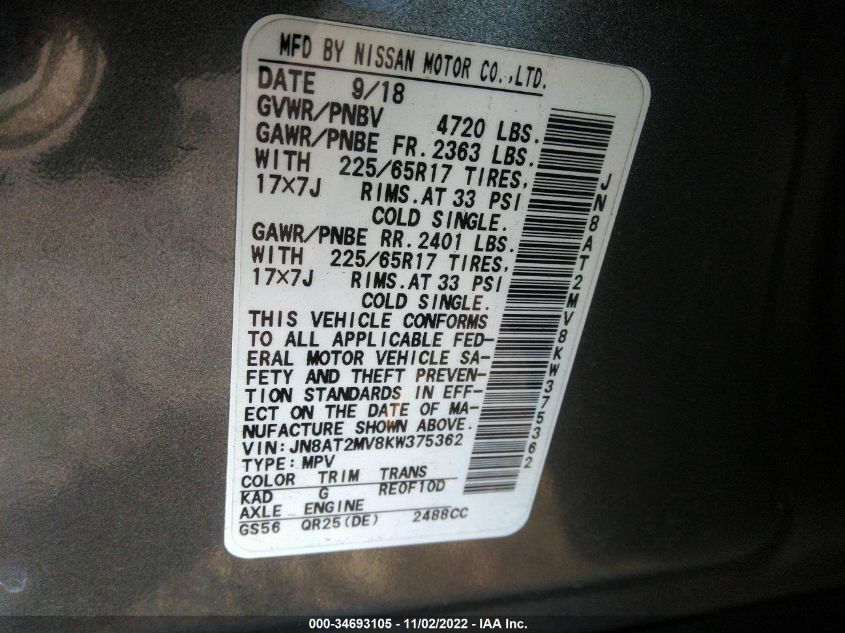 MFD BY NISSAN MOTOR CO.,LTD.
DATE 9/18
GVWR/PNBV 4720 LBS.
GAWR/PNBE FR. 2363 LBS.
WITH 225/65R17 TIRES,
17×7J RIMS. AT 33 PSI
COLD SINGLE.
GAWR/PNBE RR. 2401 LBS.
WITH 225/65R17 TIRES,
17×7J RIMS. AT 33 PSI
COLD SINGLE.
THIS VEHICLE CONFORMS
TO ALL APPLICABLE FED-
ERAL MOTOR VEHICLE SA-
FETY AND THEFT PREVEN-
TION STANDARDS IN EFF-
ECT ON THE DATE OF MA-
NUFACTURE SHOWN ABOVE.
VIN: JN8AT2MV8KW375362
TYPE: MPV
COLOR TRIM TRANS
KAD G RE0F10D
AXLE ENGINE
GS56 QR25(DE) 2488CC
JN8AT2MV8KW375362
000-34693105 - 11/02/2022 - IAA Inc.